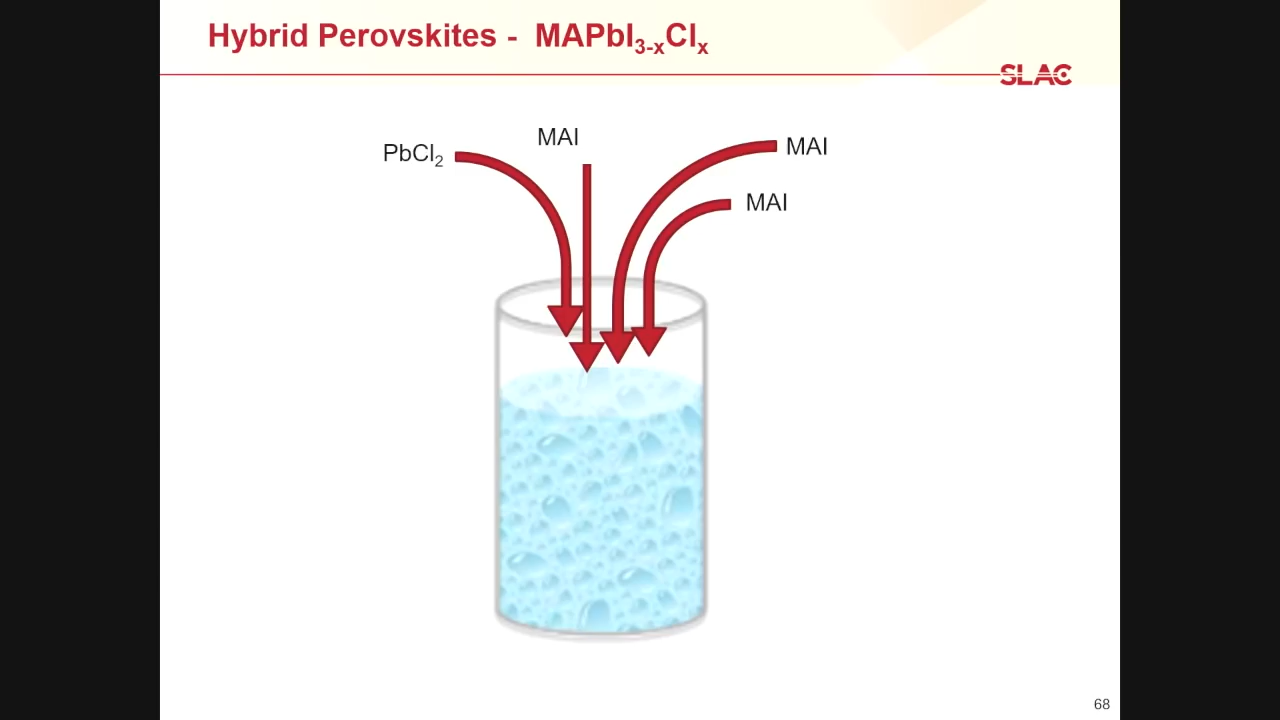 Hybrid Perovskites - MAPbI3-xClx
SLAC
MAI
PbCl2
MAI
MAI
68